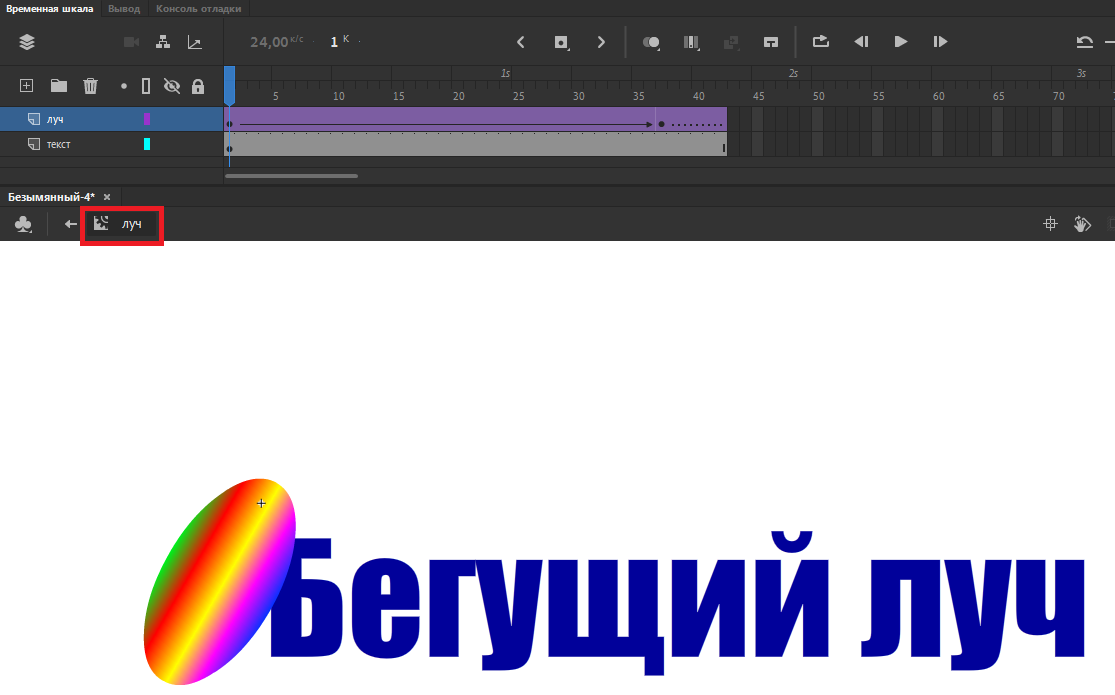 Временная шкала Вывод Консоль отладки
24,00 к/с 1 К
1s 2s 3s
5 10 15 20 25 30 35 40 45 50 55 60 65 70
луч
текст
Безымянный-4* ×
луч
Бегущий луч